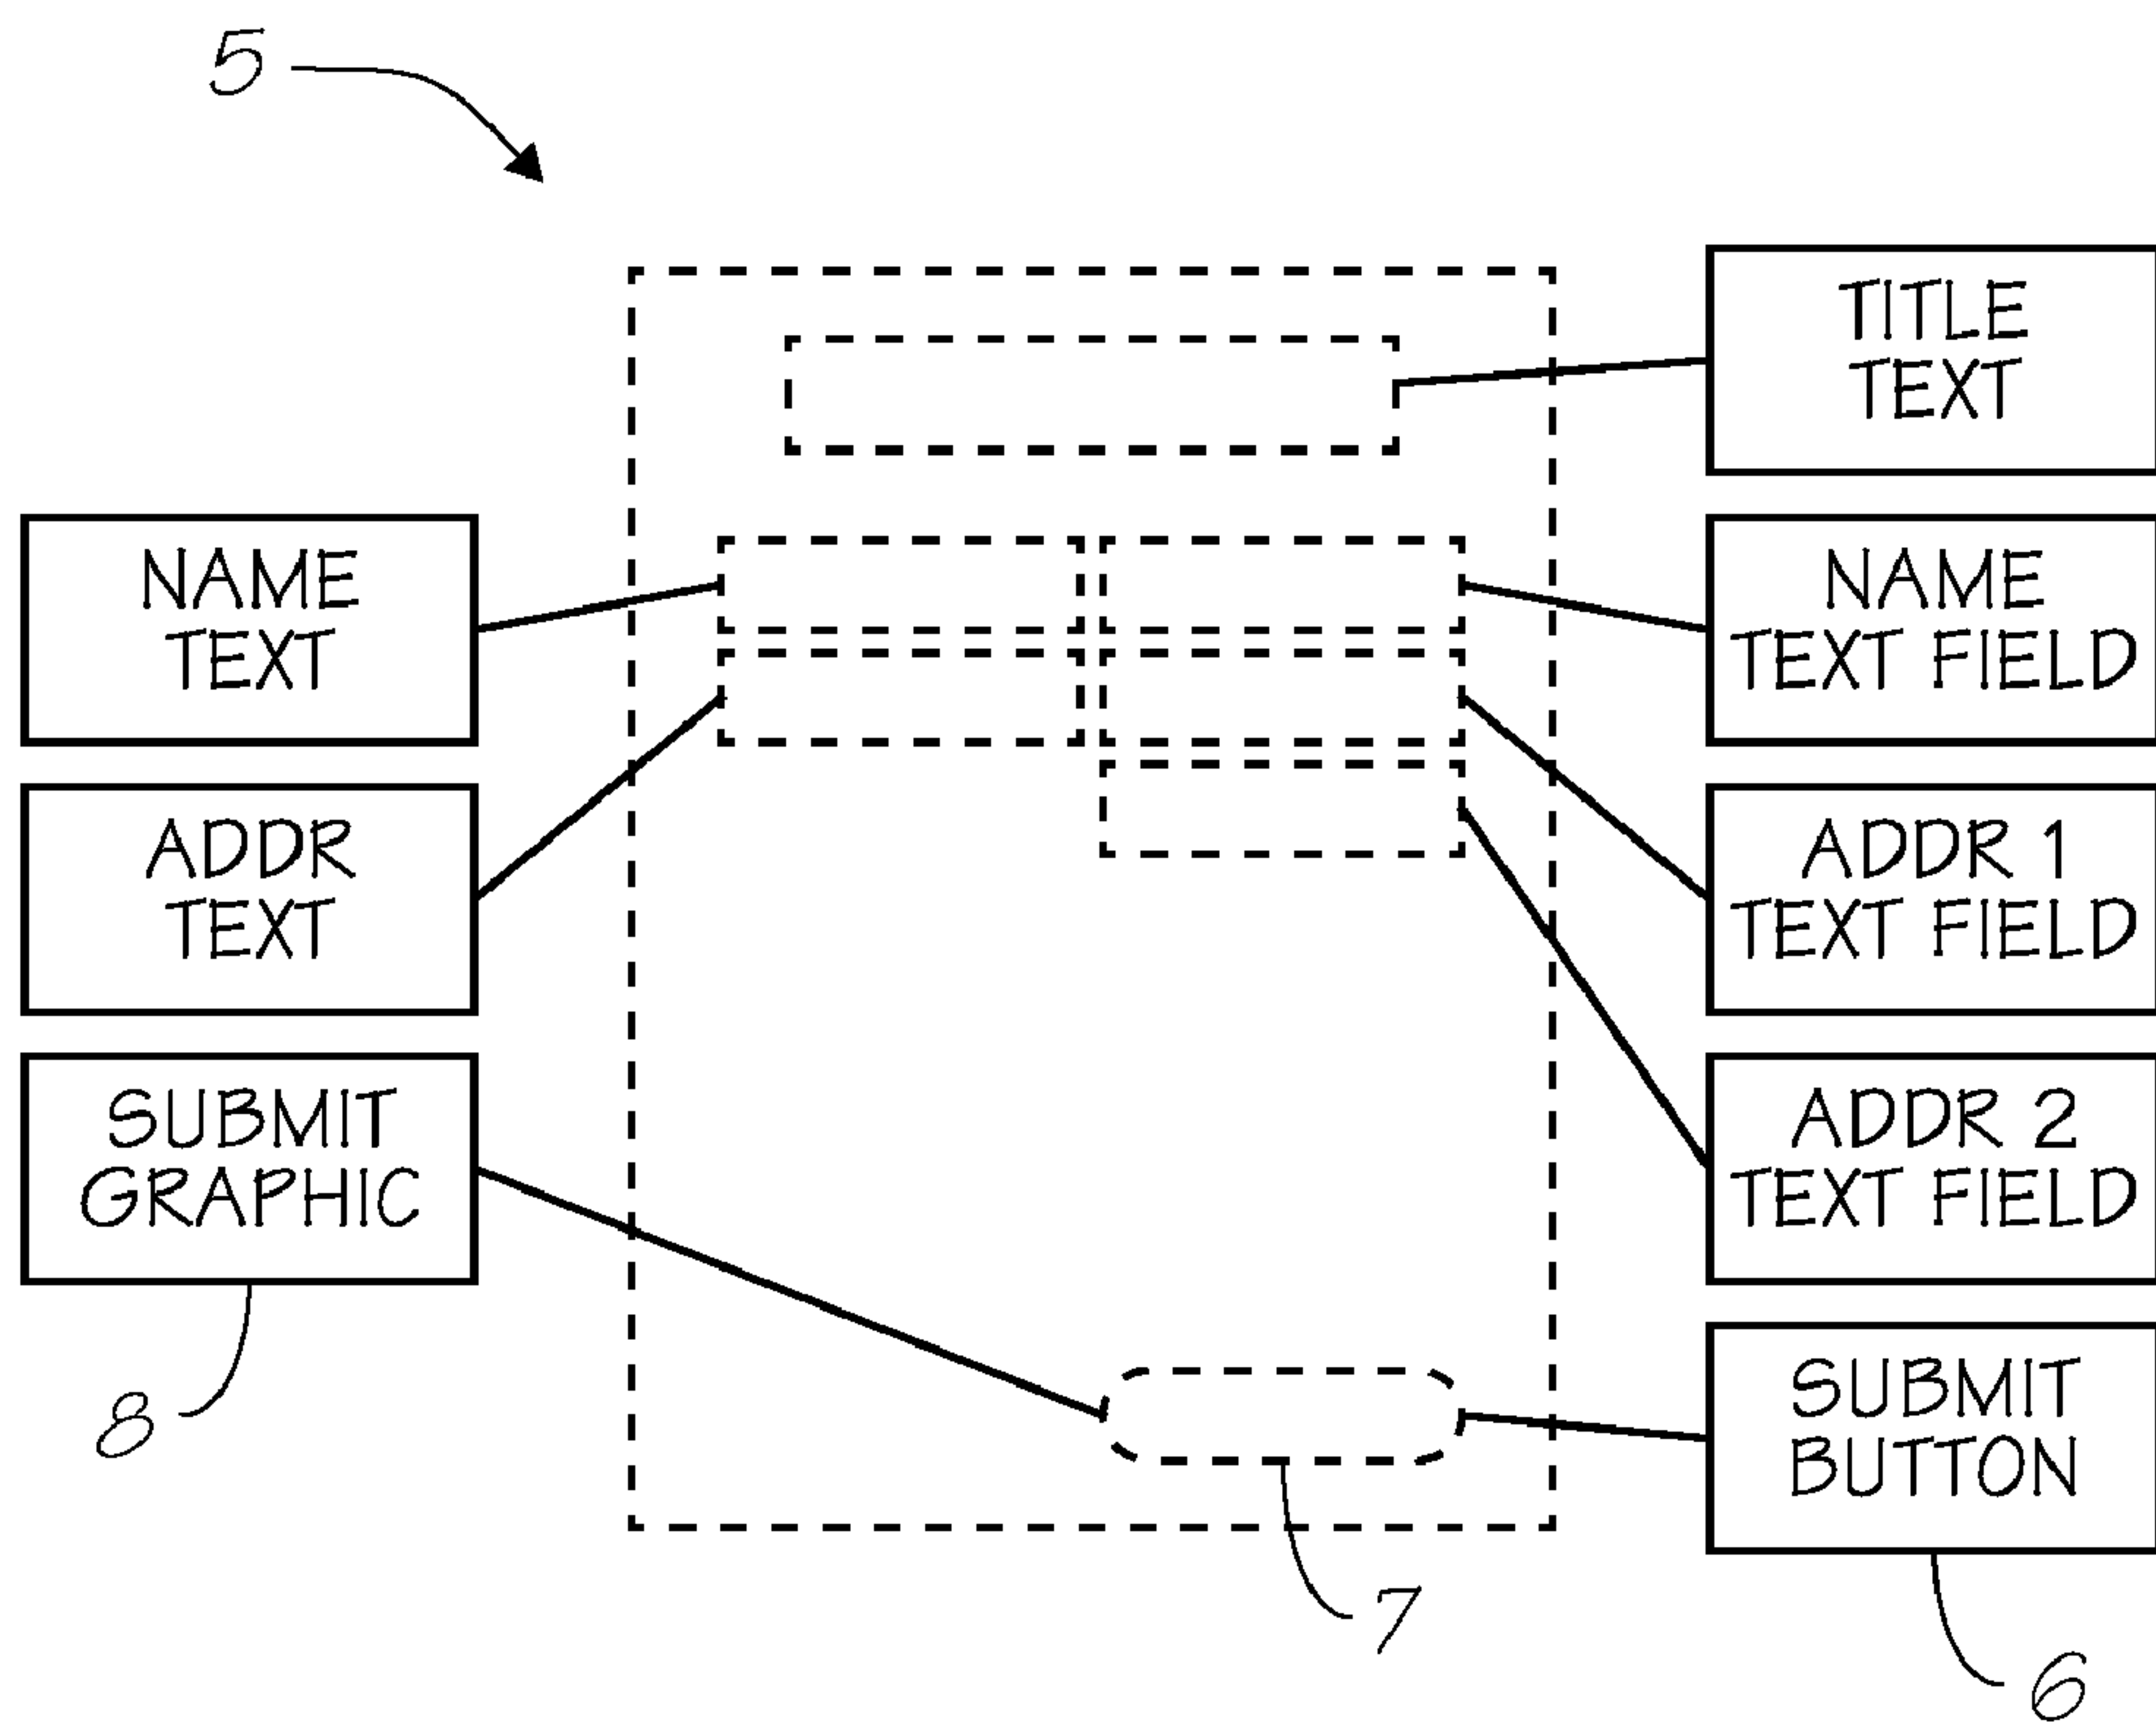 5
TITLE
TEXT
NAME
TEXT
NAME
TEXT FIELD
ADDR
TEXT
ADDR 1
TEXT FIELD
SUBMIT
GRAPHIC
ADDR 2
TEXT FIELD
SUBMIT
BUTTON
8
7
6